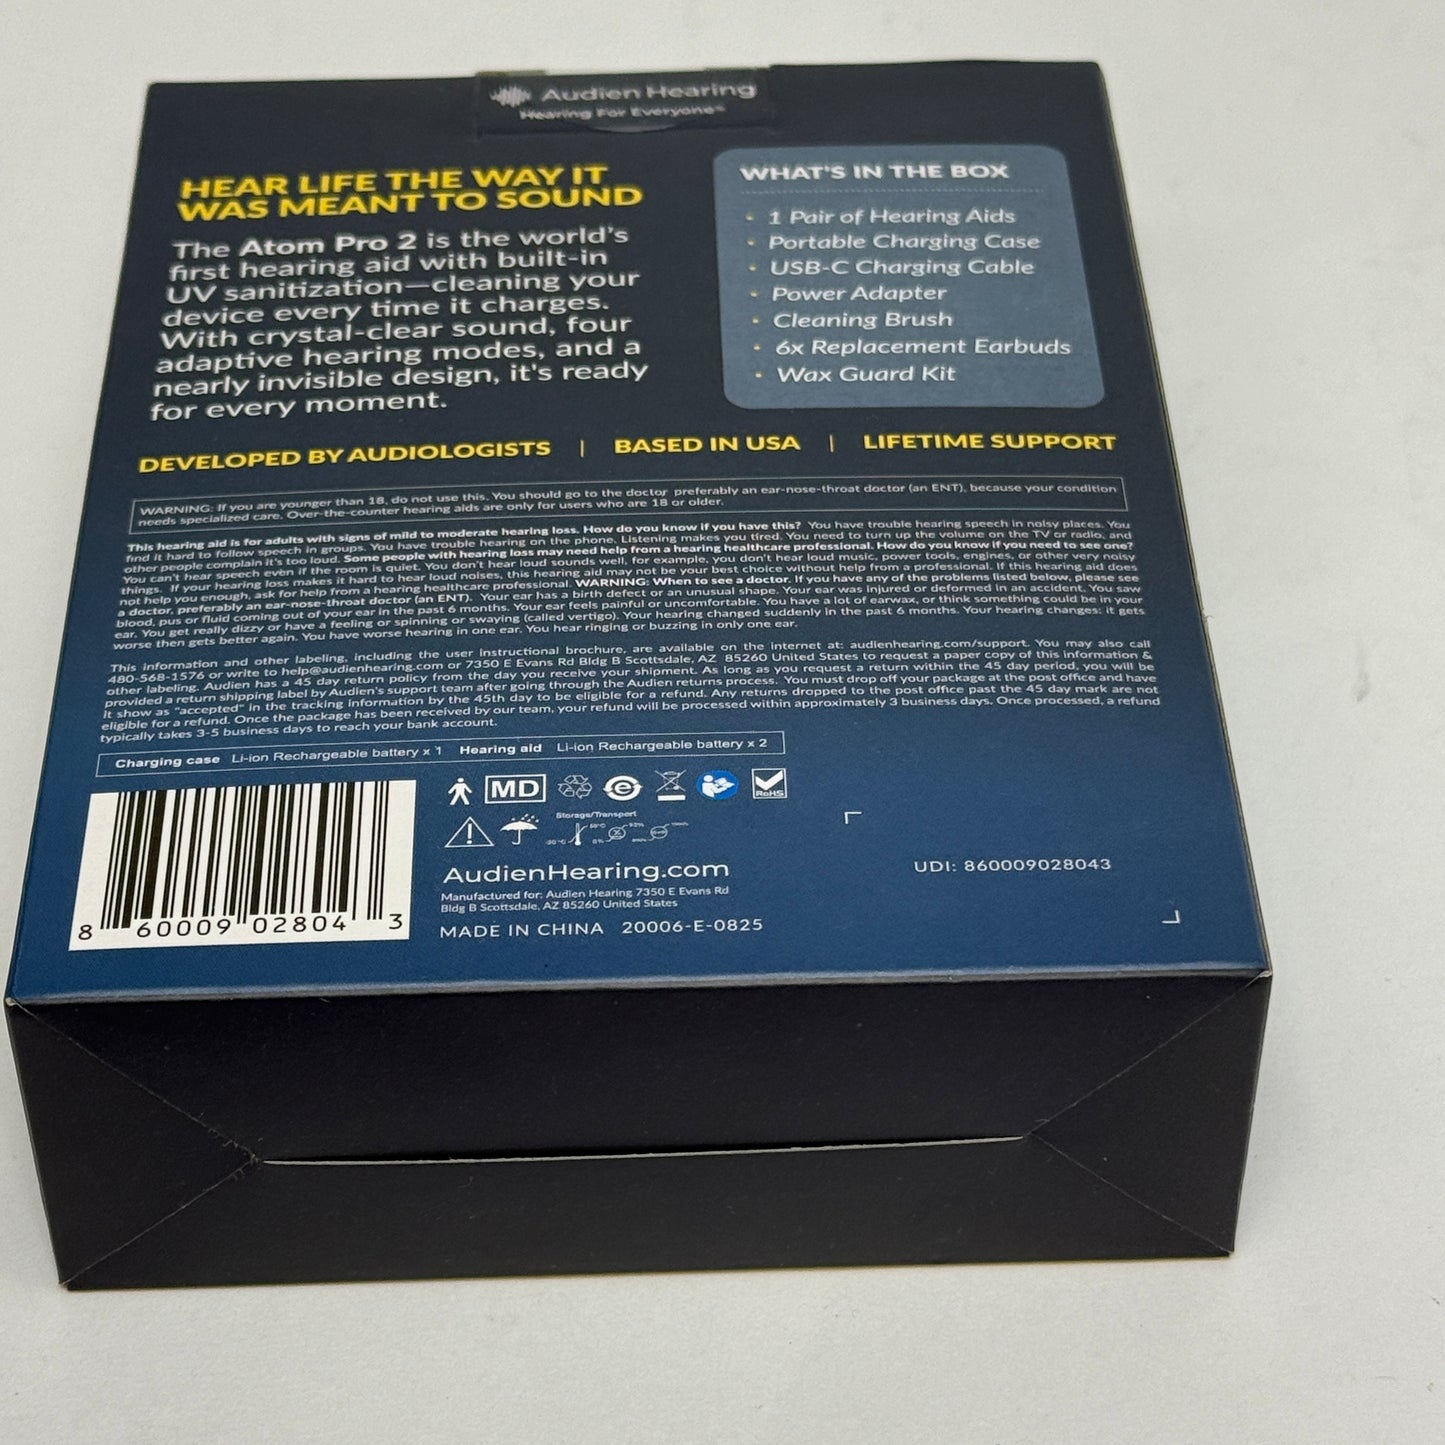 Audien Hearing
Hearing For Everyone
HEAR LIFE THE WAY IT
WAS MEANT TO SOUND
The Atom Pro 2 is the world's
first hearing aid with built-in
UV sanitization—cleaning your
device every time it charges.
With crystal-clear sound, four
adaptive hearing modes, and a
nearly invisible design, it's ready
for every moment.
WHAT'S IN THE BOX
• 1 Pair of Hearing Aids
• Portable Charging Case
• USB-C Charging Cable
• Power Adapter
• Cleaning Brush
• 6x Replacement Earbuds
• Wax Guard Kit
DEVELOPED BY AUDIOLOGISTS | BASED IN USA | LIFETIME SUPPORT
WARNING: If you are younger than 18, do not use this. You should go to the doctor preferably an ear-nose-throat doctor (an ENT), because your condition
needs specialized care. Over-the-counter hearing aids are only for users who are 18 or older.
This hearing aid is for adults with signs of mild to moderate hearing loss. How do you know if you have this? You have trouble hearing speech in noisy places. You
find it hard to follow speech in groups. You have trouble hearing on the phone. Listening makes you tired. You need to turn up the volume on the TV or radio, and
other people complain it's too loud. Some people with hearing loss may need help from a hearing healthcare professional. How do you know if you need to see one?
You can't hear speech even if the room is quiet. You don't hear loud sounds well, for example, you don't hear loud music, power tools, engines, or other very noisy
things. If your hearing loss makes it hard to hear loud noises, this hearing aid may not be your best choice without help from a professional. If this hearing aid does
not help you enough, ask for help from a hearing healthcare professional. WARNING: When to see a doctor. If you have any of the problems listed below, please see
a doctor, preferably an ear-nose-throat doctor (an ENT). Your ear has a birth defect or an unusual shape. Your ear was injured or deformed in an accident. You saw
blood, pus or fluid coming out of your ear in the past 6 months. Your ear feels painful or uncomfortable. You have a lot of earwax, or think something could be in your
ear. You get really dizzy or have a feeling or spinning or swaying (called vertigo). Your hearing changed suddenly in the past 6 months. Your hearing changes: it gets
worse then gets better again. You have worse hearing in one ear. You hear ringing or buzzing in only one ear.
This information and other labeling, including the user instructional brochure, are available on the internet at: audienhearing.com/support. You may also call
480-568-1576 or write to help@audienhearing.com or 7350 E Evans Rd Bldg B Scottsdale, AZ 85260 United States to request a paper copy of this information &
other labeling. Audien has a 45 day return policy from the day you receive your shipment. As long as you request a return within the 45 day period, you will be
provided a return shipping label by Audien's support team after going through the Audien returns process. You must drop off your package at the post office and have
it show as "accepted" in the tracking information by the 45th day to be eligible for a refund. Any returns dropped to the post office past the 45 day mark are not
eligible for a refund. Once the package has been received by our team, your refund will be processed within approximately 3 business days. Once processed, a refund
typically takes 3-5 business days to reach your bank account.
Charging case Li-ion Rechargeable battery x 1 Hearing aid Li-ion Rechargeable battery x 2
MD
RoHS
Storage/Transport
AudienHearing.com
Manufactured for: Audien Hearing 7350 E Evans Rd
Bldg B Scottsdale, AZ 85260 United States
MADE IN CHINA 20006-E-0825
8 60009 02804 3
UDI: 860009028043